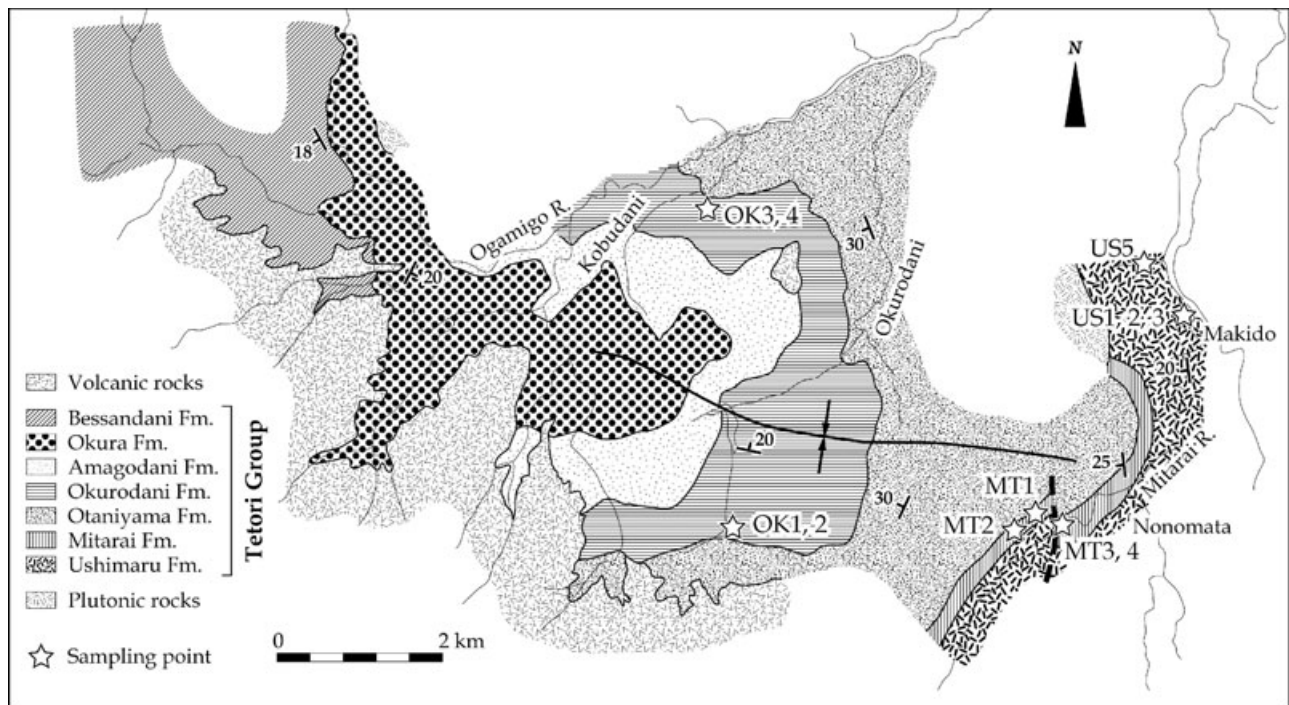 N
18
Ogamigo R.
Kobudani
OK3, 4
30
20
Okurodani
US5
US1, 2, 3
Makido
20
Volcanic rocks
Bessandani Fm.
Okura Fm.
Amagodani Fm.
Okurodani Fm.
Otaniyama Fm.
Mitarai Fm.
Ushimaru Fm.
Tetori Group
Plutonic rocks
Sampling point
0 2 km
20
25
Mitarai R.
30
MT1
MT2
MT3, 4
Nonomata
OK1, 2